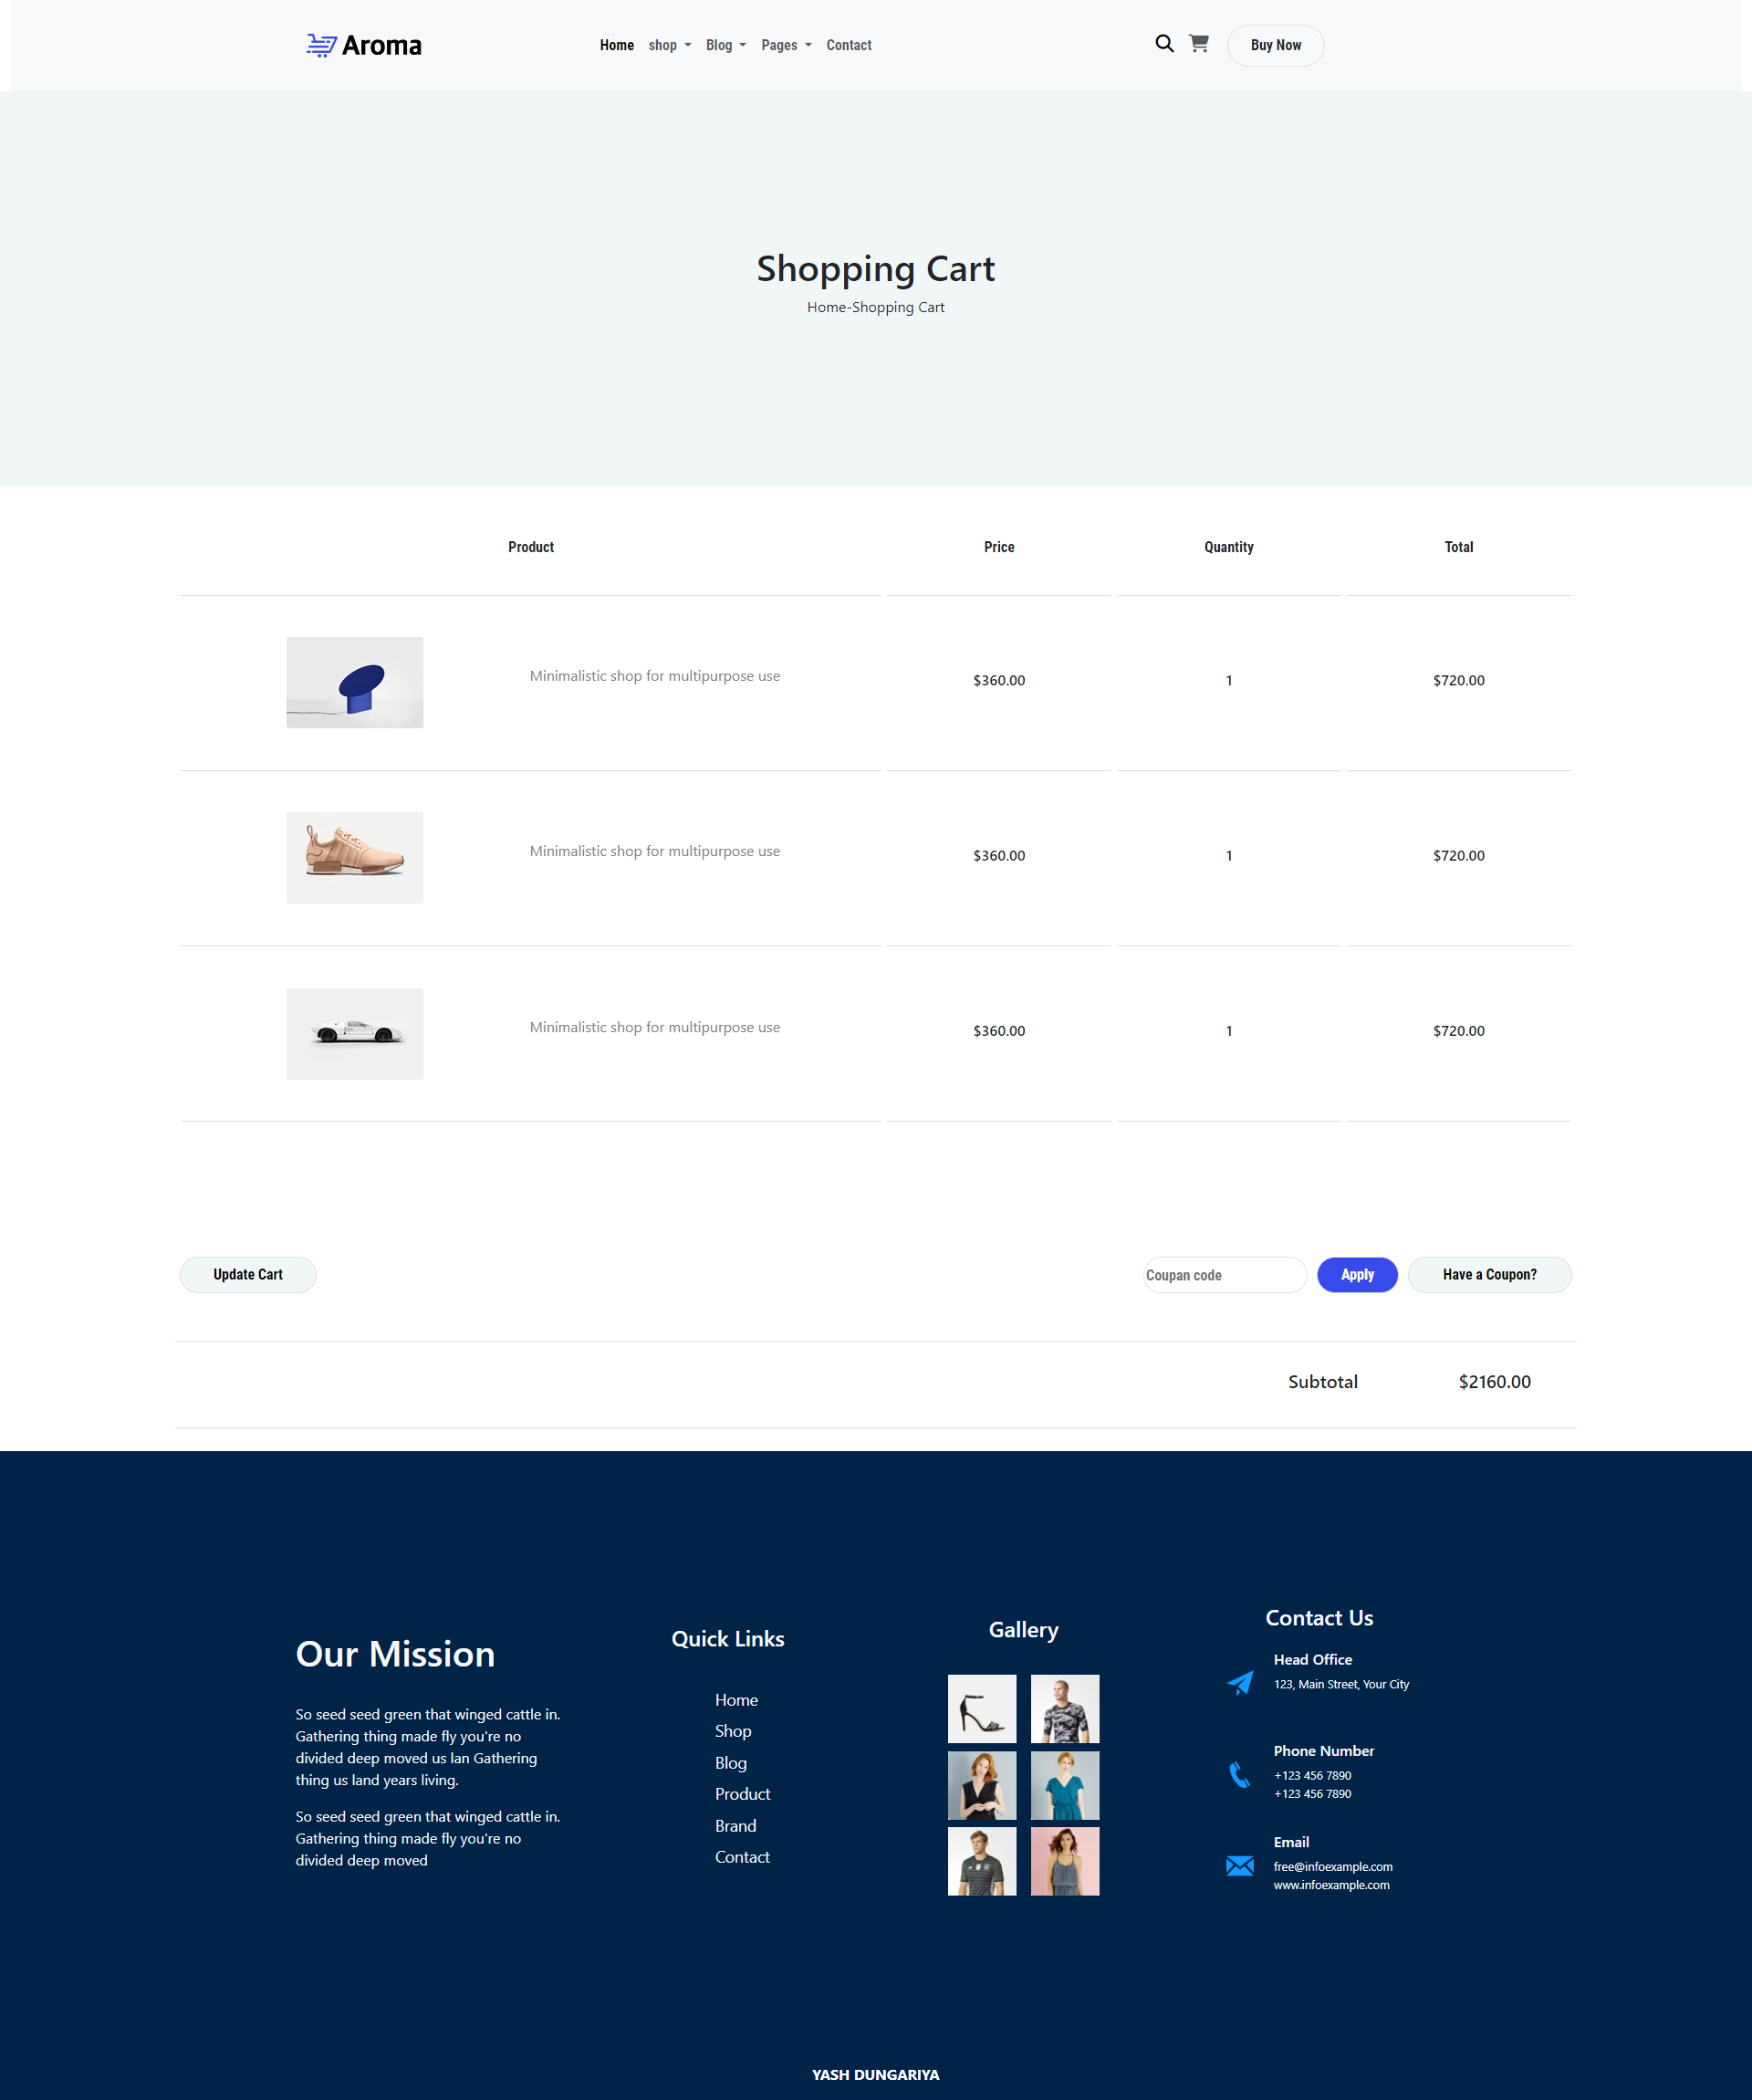 Aroma
Home shop Blog Pages Contact
Buy Now
Shopping Cart
Home-Shopping Cart
Product Price Quantity Total
Minimalistic shop for multipurpose use $360.00 1 $720.00
Minimalistic shop for multipurpose use $360.00 1 $720.00
Minimalistic shop for multipurpose use $360.00 1 $720.00
Update Cart Coupan code Apply Have a Coupon?
Subtotal $2160.00
Our Mission
So seed seed green that winged cattle in.
Gathering thing made fly you're no
divided deep moved us lan Gathering
thing us land years living.
So seed seed green that winged cattle in.
Gathering thing made fly you're no
divided deep moved
Quick Links
Home
Shop
Blog
Product
Brand
Contact
Gallery
Contact Us
Head Office
123, Main Street, Your City
Phone Number
+123 456 7890
+123 456 7890
Email
free@infoexample.com
www.infoexample.com
YASH DUNGARIYA